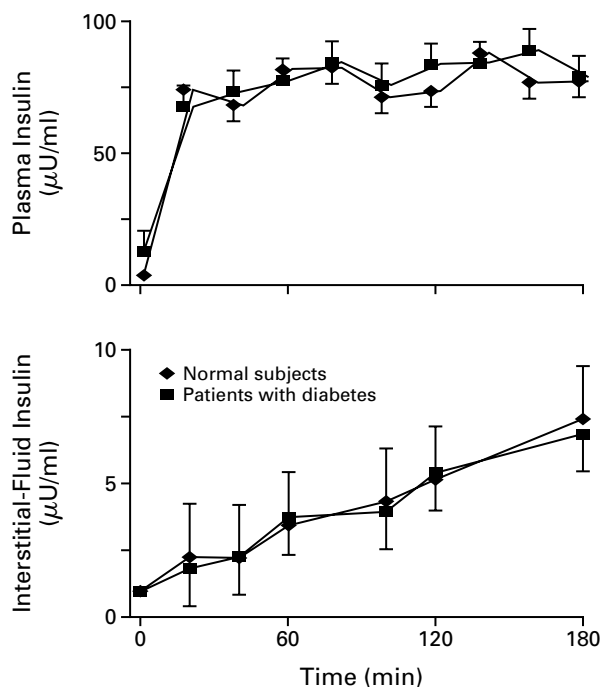 100
50
0
Plasma Insulin
(μU/ml)
10
5
0
Interstitial-Fluid Insulin
(μU/ml)
Normal subjects
Patients with diabetes
0 60 120 180
Time (min)